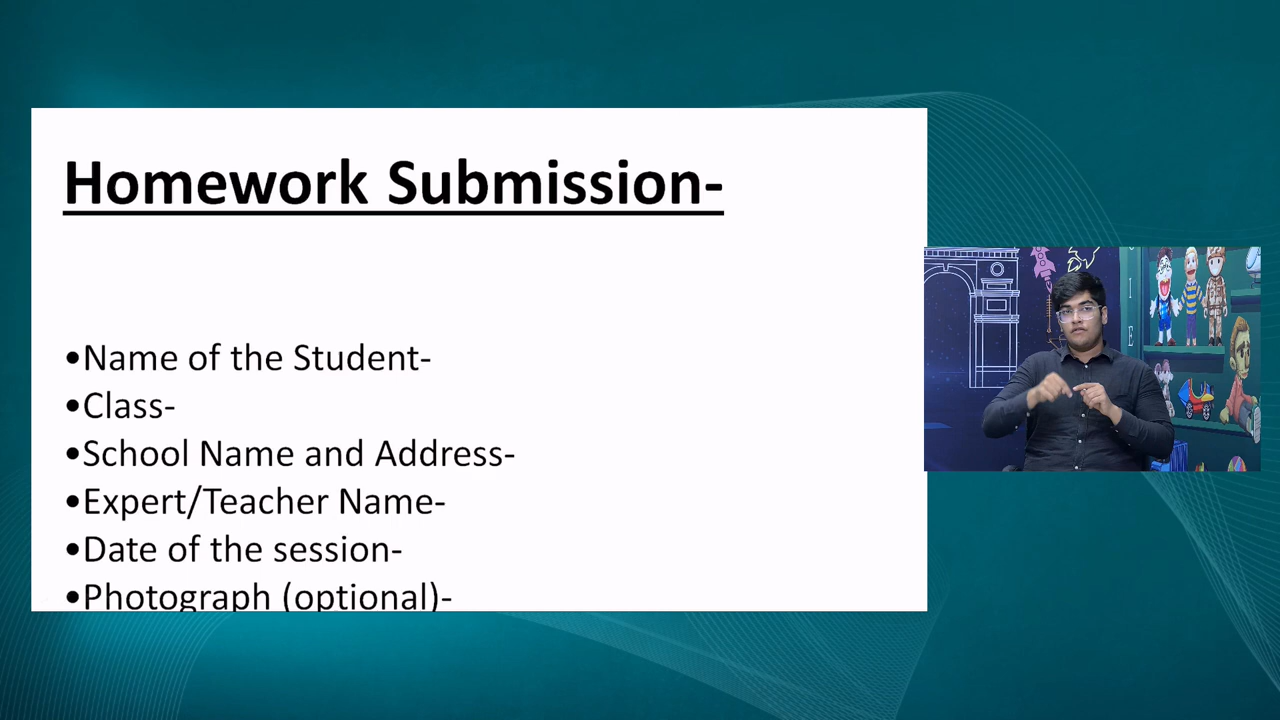 Homework Submission-
•Name of the Student-
•Class-
•School Name and Address-
•Expert/Teacher Name-
•Date of the session-
•Photograph (optional)-
I
E